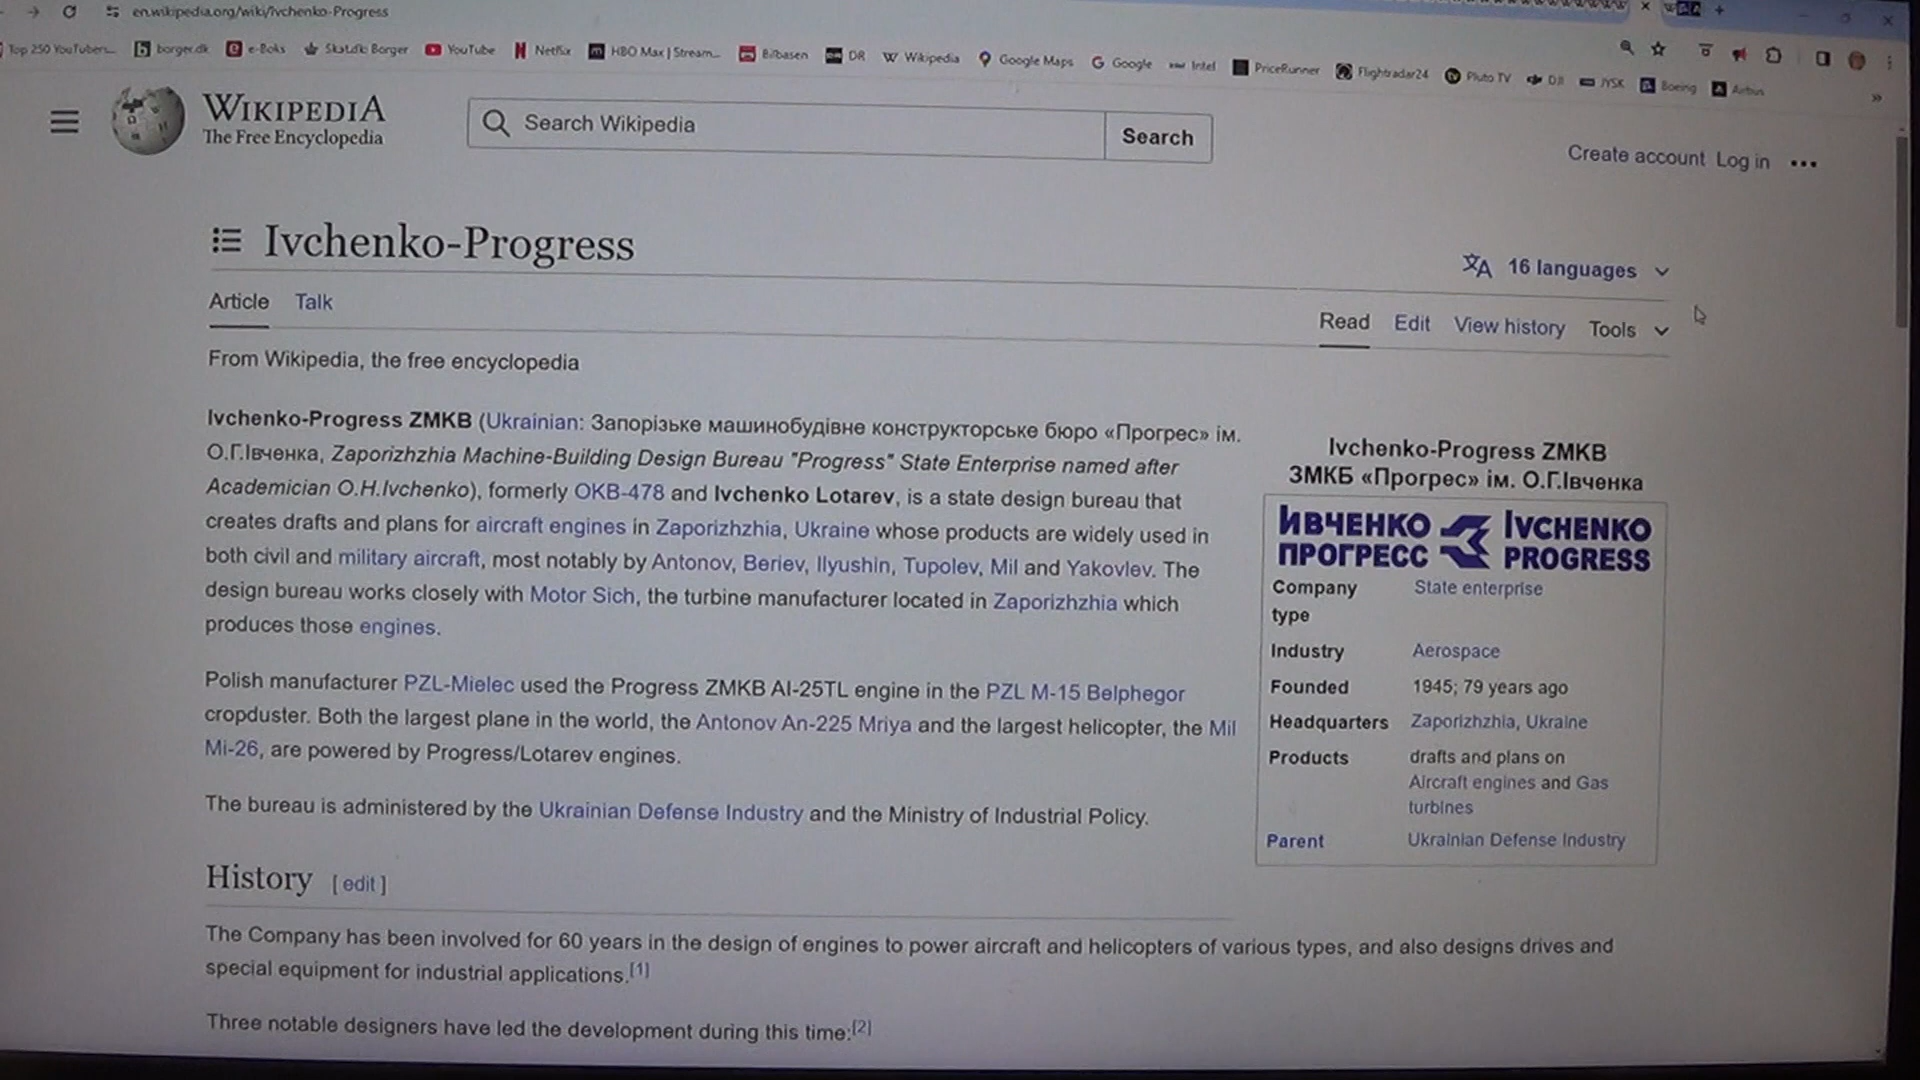 en.wikipedia.org/wiki/Ivchenko-Progress
Top 250 YouTubers... borger.dk e-Boks Skat.dk: Borger YouTube Netflix HBO Max | Stream... Bilbasen DR Wikipedia Google Maps Google Intel PriceRunner Flightradar24 Pluto TV DJI JYSK Boeing Airbus
WIKIPEDIA
The Free Encyclopedia
Search Wikipedia
Search
Create account Log in
Ivchenko-Progress
16 languages
Article Talk
Read Edit View history Tools
From Wikipedia, the free encyclopedia
Ivchenko-Progress ZMKB (Ukrainian: Запорізьке машинобудівне конструкторське бюро «Прогрес» ім.
О.Г.Івченка, Zaporizhzhia Machine-Building Design Bureau "Progress" State Enterprise named after
Academician O.H.Ivchenko), formerly OKB-478 and Ivchenko Lotarev, is a state design bureau that
creates drafts and plans for aircraft engines in Zaporizhzhia, Ukraine whose products are widely used in
both civil and military aircraft, most notably by Antonov, Beriev, Ilyushin, Tupolev, Mil and Yakovlev. The
design bureau works closely with Motor Sich, the turbine manufacturer located in Zaporizhzhia which
produces those engines.
Polish manufacturer PZL-Mielec used the Progress ZMKB AI-25TL engine in the PZL M-15 Belphegor
cropduster. Both the largest plane in the world, the Antonov An-225 Mriya and the largest helicopter, the Mil
Mi-26, are powered by Progress/Lotarev engines.
The bureau is administered by the Ukrainian Defense Industry and the Ministry of Industrial Policy.
Ivchenko-Progress ZMKB
ЗМКБ «Прогрес» ім. О.Г.Івченка
ИВЧЕНКО IVCHENKO
ПРОГРЕСС PROGRESS
Company State enterprise
type
Industry Aerospace
Founded 1945; 79 years ago
Headquarters Zaporizhzhia, Ukraine
Products drafts and plans on
Aircraft engines and Gas
turbines
Parent Ukrainian Defense Industry
History [ edit ]
The Company has been involved for 60 years in the design of engines to power aircraft and helicopters of various types, and also designs drives and
special equipment for industrial applications.[1]
Three notable designers have led the development during this time:[2]